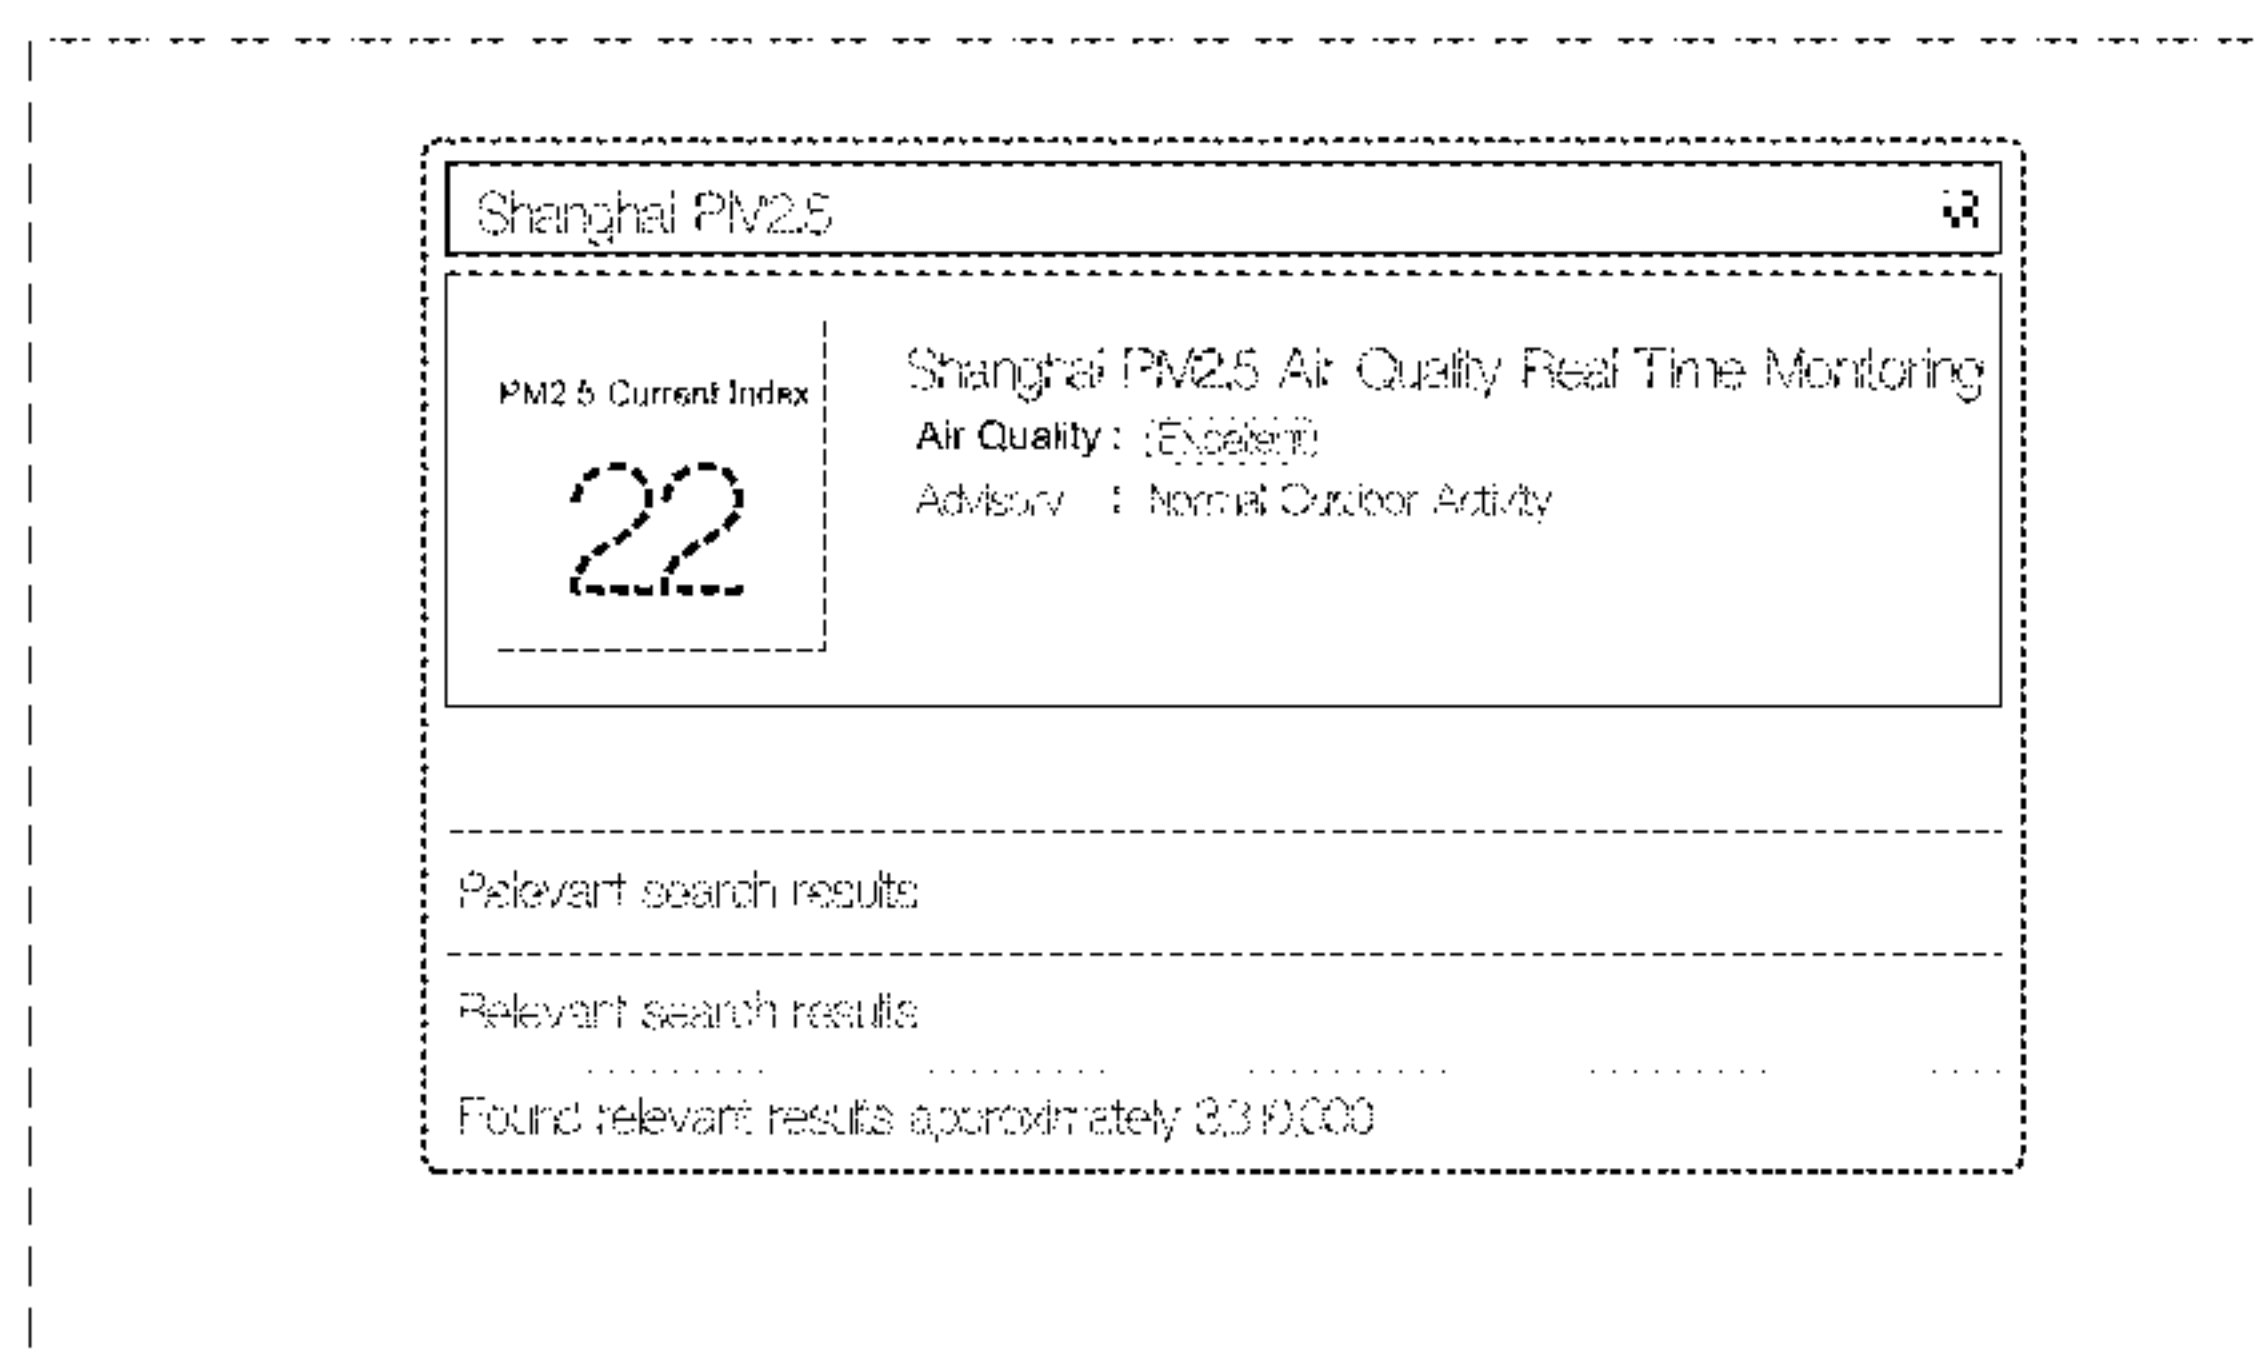 Shanghai PM2.5
PM2.5 Current Index
22
Shanghai PM2.5 Air Quality Real Time Monitoring
Air Quality : Excellent
Advisory : Normal Outdoor Activity
Relevant search results
Relevant search results
Found relevant results approximately